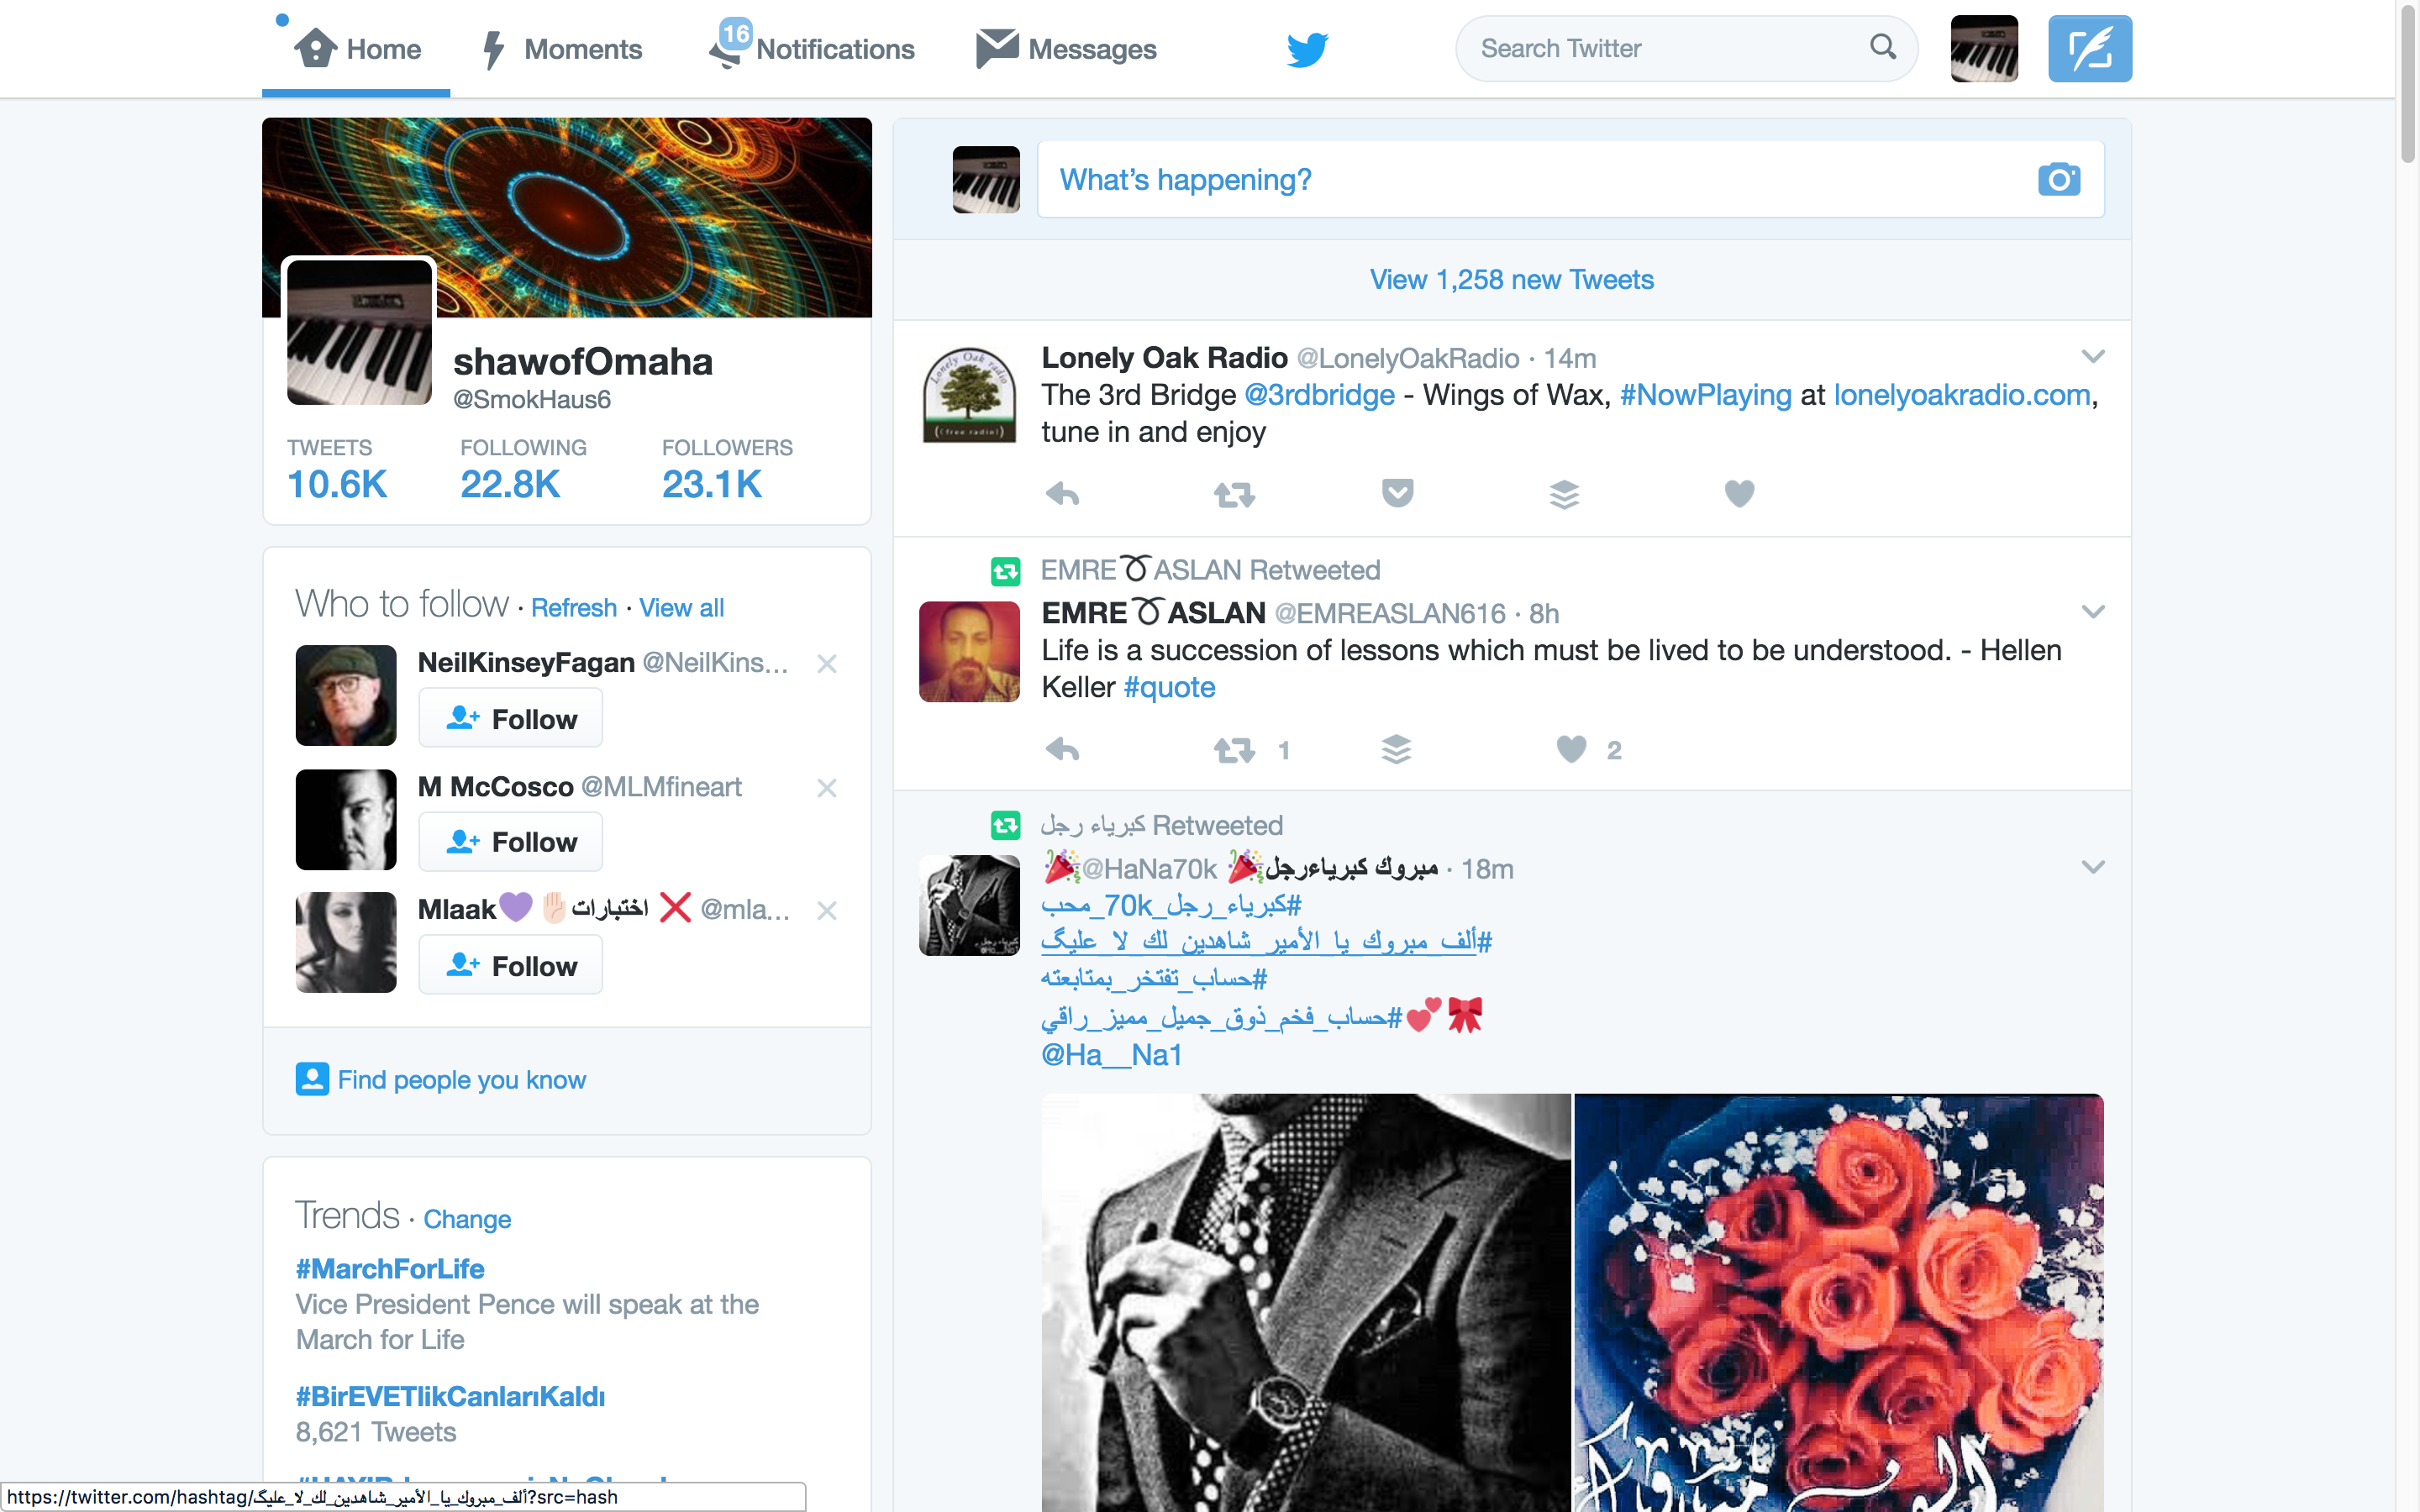 Home
Moments
16
Notifications
Messages
Search Twitter
shawofOmaha
@SmokHaus6
TWEETS FOLLOWING FOLLOWERS
10.6K 22.8K 23.1K
Who to follow · Refresh · View all
NeilKinseyFagan @NeilKins...
Follow
M McCosco @MLMfineart
Follow
Mlaak💜✋🏻اختبارات ❌ @mla...
Follow
Find people you know
Trends · Change
#MarchForLife
Vice President Pence will speak at the
March for Life
#BirEVETlikCanlarıKaldı
8,621 Tweets
What's happening?
View 1,258 new Tweets
Lonely Oak radio
((free radio))
Lonely Oak Radio @LonelyOakRadio · 14m
The 3rd Bridge @3rdbridge - Wings of Wax, #NowPlaying at lonelyoakradio.com,
tune in and enjoy
EMRE➰ASLAN Retweeted
EMRE➰ASLAN @EMREASLAN616 · 8h
Life is a succession of lessons which must be lived to be understood. - Hellen
Keller #quote
1 2
كبرياء رجل Retweeted
🎉@HaNa70k 🎉مبروك كبرياءرجل · 18m
#كبرياء_رجل_70k_محب
#ألف_مبروك_يا_الأمير_شاهدين_لك_لا_عليگ
#حساب_تفتخر_بمتابعته
#حساب_فخم_ذوق_جميل_مميز_راقي💕🎀
@Ha__Na1
https://twitter.com/hashtag/ألف_مبروك_يا_الأمير_شاهدين_لك_لا_عليگ?src=hash